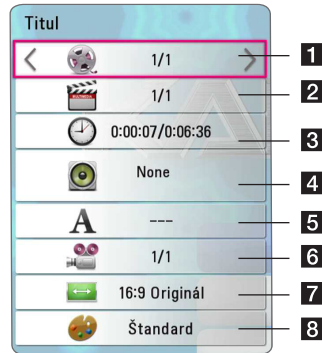 Titul
1/1 1
1/1 2
0:00:07/0:06:36 3
None 4
A --- 5
1/1 6
16:9 Originál 7
Štandard 8